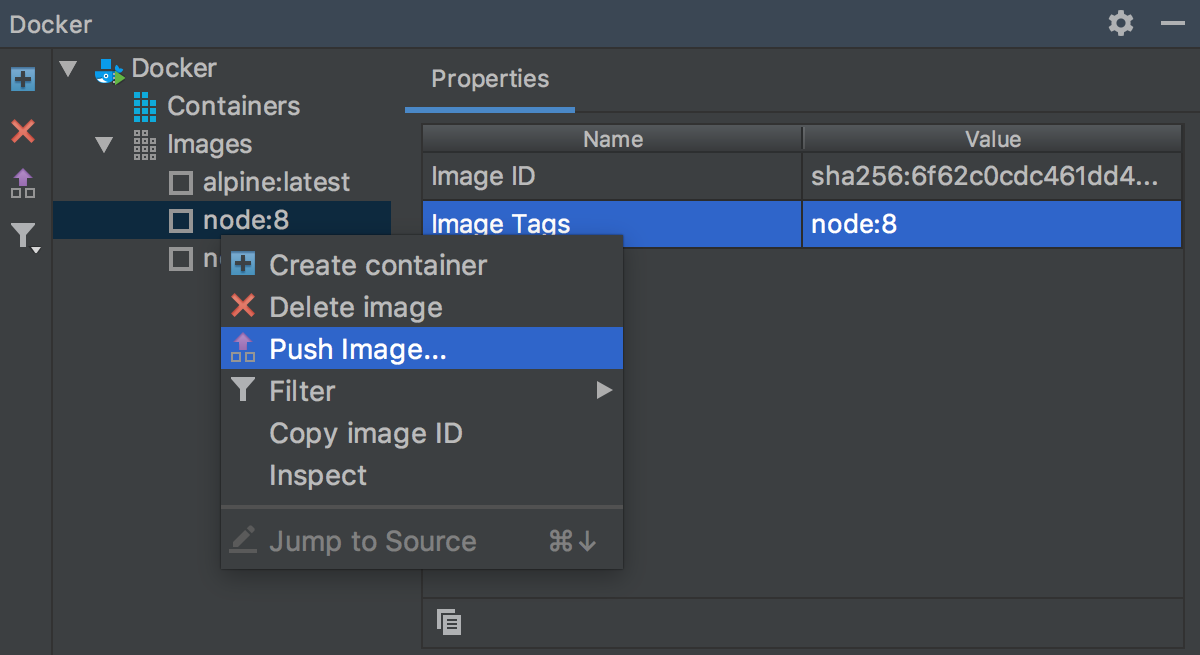 Docker
Docker
Containers
Images
alpine:latest
node:8
Properties
Name Value
Image ID sha256:6f62c0cdc461dd4...
Image Tags node:8
Create container
Delete image
Push Image...
Filter
Copy image ID
Inspect
Jump to Source ⌘↓